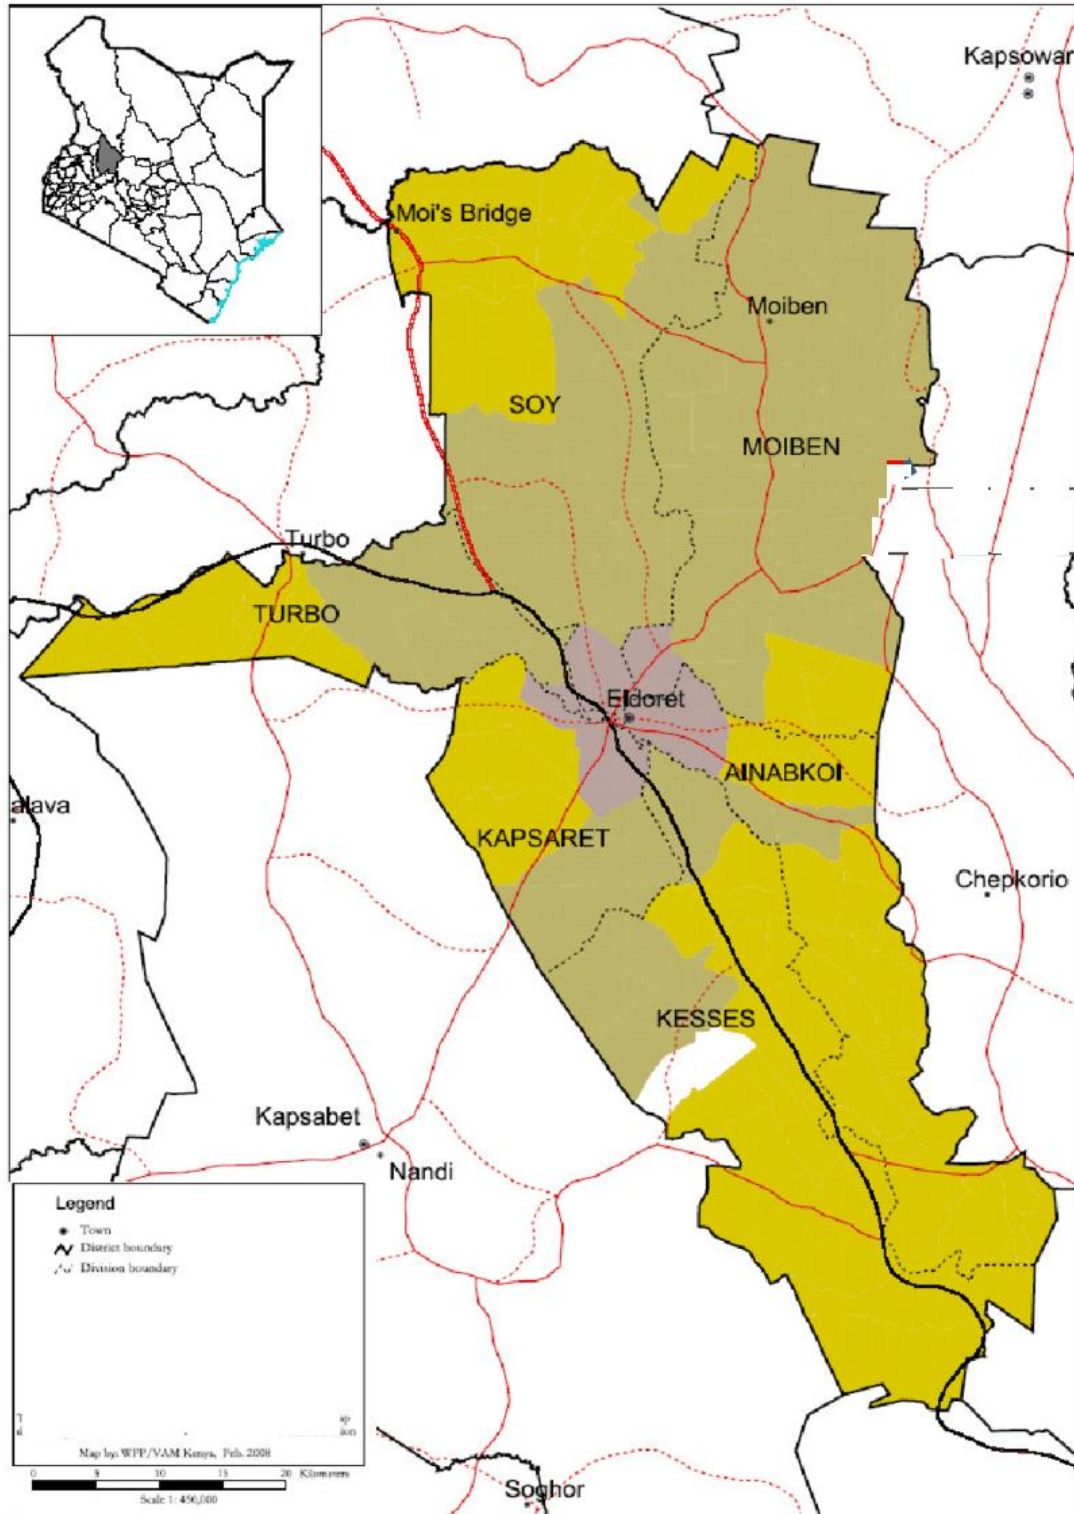 Kapsowar
Moi's Bridge
Moiben
SOY
MOIBEN
Turbo
TURBO
Eldoret
AINABKOI
alava
KAPSARET
Chepkorio
KESSES
Kapsabet
Nandi
Legend
Town
District boundary
Division boundary
Map by: WFP/VAM Kenya, Feb. 2008
0 5 10 15 20 Kilometers
Scale 1: 450,000
Soghor